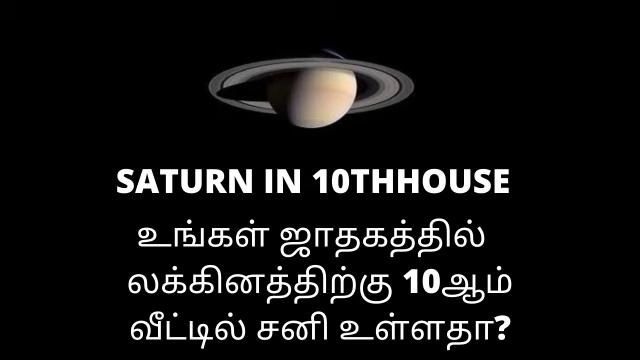 SATURN IN 10THHOUSE
உங்கள் ஜாதகத்தில்
லக்கினத்திற்கு 10ஆம்
வீட்டில் சனி உள்ளதா?